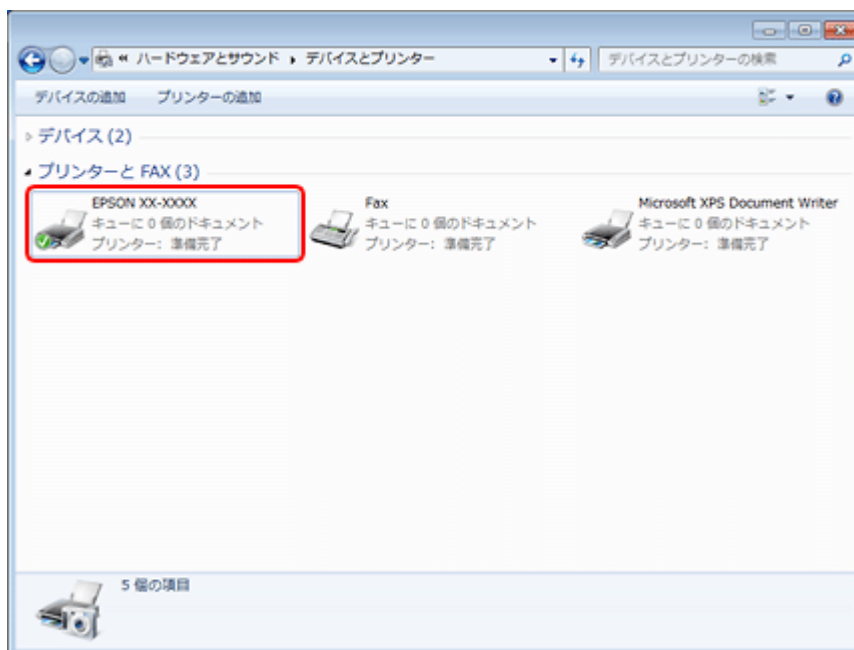 « ハードウェアとサウンド ▸ デバイスとプリンター
デバイスとプリンターの検索
デバイスの追加 プリンターの追加
デバイス (2)
プリンターと FAX (3)
EPSON XX-XXXX
キューに 0 個のドキュメント
プリンター: 準備完了
Fax
キューに 0 個のドキュメント
プリンター: 準備完了
Microsoft XPS Document Writer
キューに 0 個のドキュメント
プリンター: 準備完了
5 個の項目